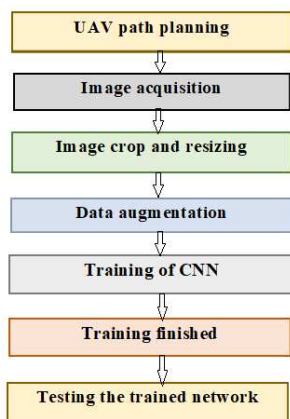 UAV path planning
Image acquisition
Image crop and resizing
Data augmentation
Training of CNN
Training finished
Testing the trained network